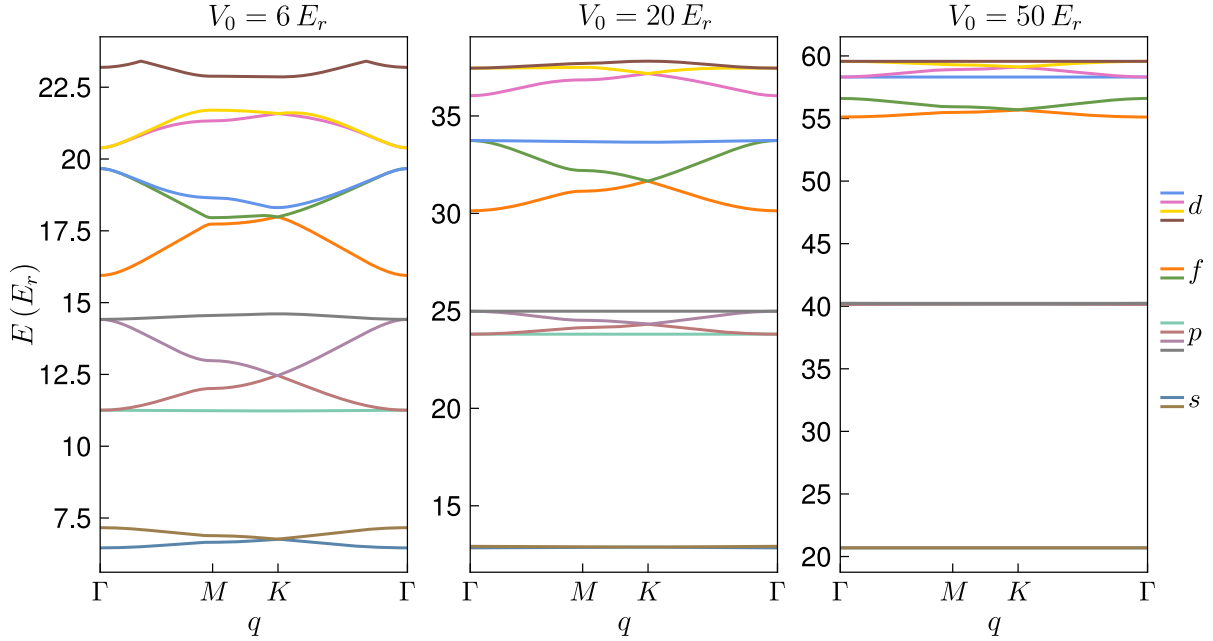 V_0 = 6 E_r
V_0 = 20 E_r
V_0 = 50 E_r
E (E_r)
22.5
20
17.5
15
12.5
10
7.5
Γ M K Γ
q
35
30
25
20
15
Γ M K Γ
q
60
55
50
45
40
35
30
25
20
Γ M K Γ
q
d
f
p
s